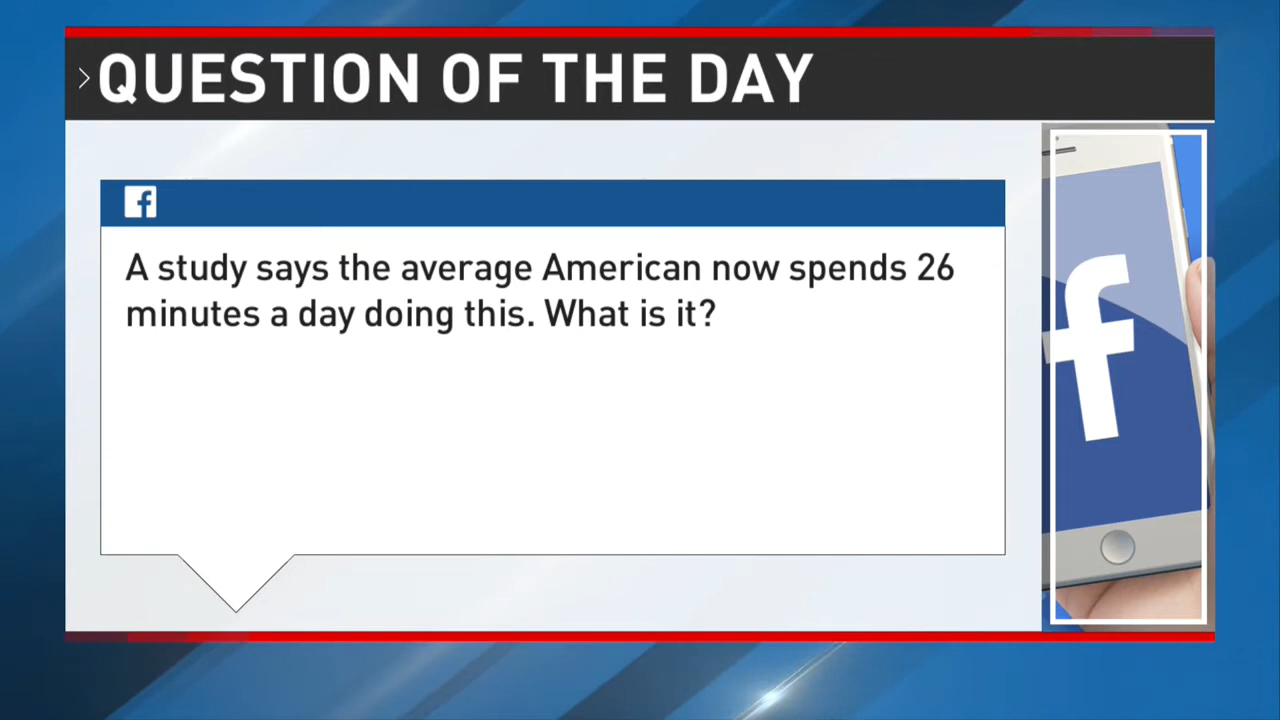 QUESTION OF THE DAY
A study says the average American now spends 26
minutes a day doing this. What is it?